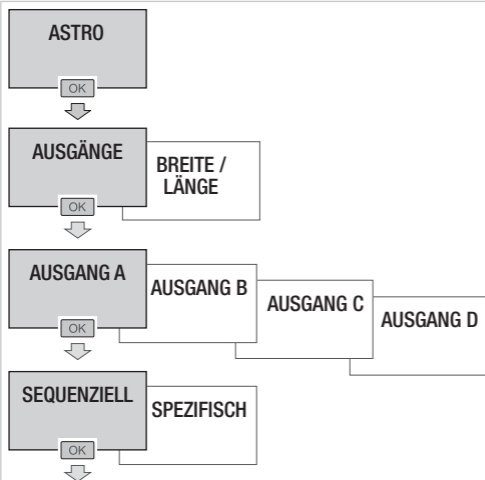 ASTRO
OK
AUSGÄNGE
BREITE /
LÄNGE
OK
AUSGANG A
AUSGANG B
AUSGANG C
AUSGANG D
OK
SEQUENZIELL
SPEZIFISCH
OK